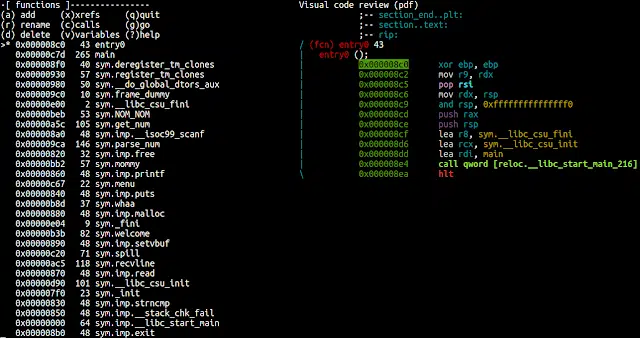 -[ functions ]----------------
(a) add     (x)xrefs     (q)quit
(r) rename  (c)calls     (g)go
(d) delete  (v)variables (?)help
>* 0x000008c0    43 entry0
0x00000c7d   265 main
0x000008f0    40 sym.deregister_tm_clones
0x00000930    57 sym.register_tm_clones
0x00000980    50 sym.__do_global_dtors_aux
0x000009c0    10 sym.frame_dummy
0x00000e00     2 sym.__libc_csu_fini
0x00000beb    53 sym.NOM_NOM
0x00000a5c   105 sym.get_num
0x000008a0    48 sym.imp.__isoc99_scanf
0x000009ca   146 sym.parse_num
0x00000820    32 sym.imp.free
0x00000bb2    57 sym.mommy
0x00000860    48 sym.imp.printf
0x00000c67    22 sym.menu
0x00000840    48 sym.imp.puts
0x00000b8d    37 sym.whaa
0x00000880    48 sym.imp.malloc
0x00000e04     9 sym._fini
0x00000b3b    82 sym.welcome
0x00000890    48 sym.imp.setvbuf
0x00000c20    71 sym.spill
0x00000ac5   118 sym.recvline
0x00000870    48 sym.imp.read
0x00000d90   101 sym.__libc_csu_init
0x000007f0    23 sym._init
0x00000830    48 sym.imp.strncmp
0x00000850    48 sym.imp.__stack_chk_fail
0x00000000    64 sym.imp.__libc_start_main
0x000008b0    48 sym.imp.exit
Visual code review (pdf)
;-- section_end..plt:
;-- section..text:
;-- rip:
/ (fcn) entry0 43
|   entry0 ();
|           0x000008c0      xor ebp, ebp
|           0x000008c2      mov r9, rdx
|           0x000008c5      pop rsi
|           0x000008c6      mov rdx, rsp
|           0x000008c9      and rsp, 0xfffffffffffffff0
|           0x000008cd      push rax
|           0x000008ce      push rsp
|           0x000008cf      lea r8, sym.__libc_csu_fini
|           0x000008d6      lea rcx, sym.__libc_csu_init
|           0x000008dd      lea rdi, main
|           0x000008e4      call qword [reloc.__libc_start_main_216]
\           0x000008ea      hlt